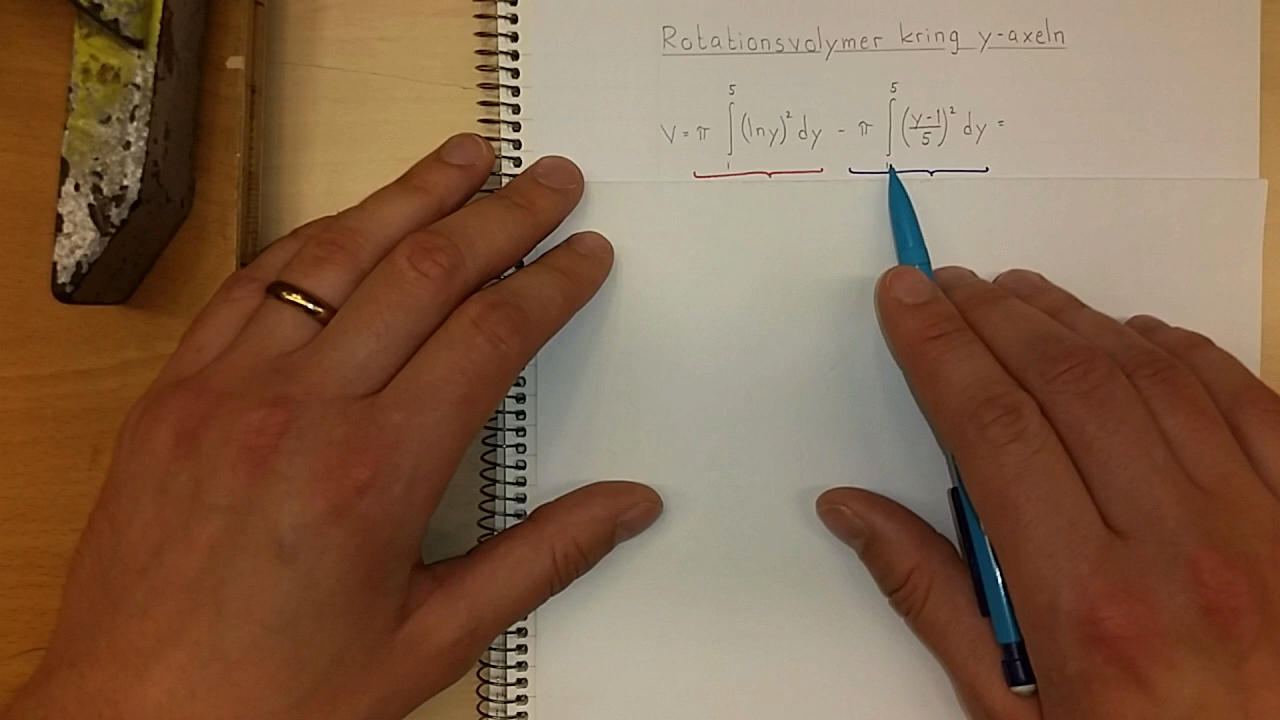 Rotationsvolymer kring y-axeln
V = π ∫₁⁵ (ln y)² dy - π ∫₁⁵ ((y-1)/5)² dy =